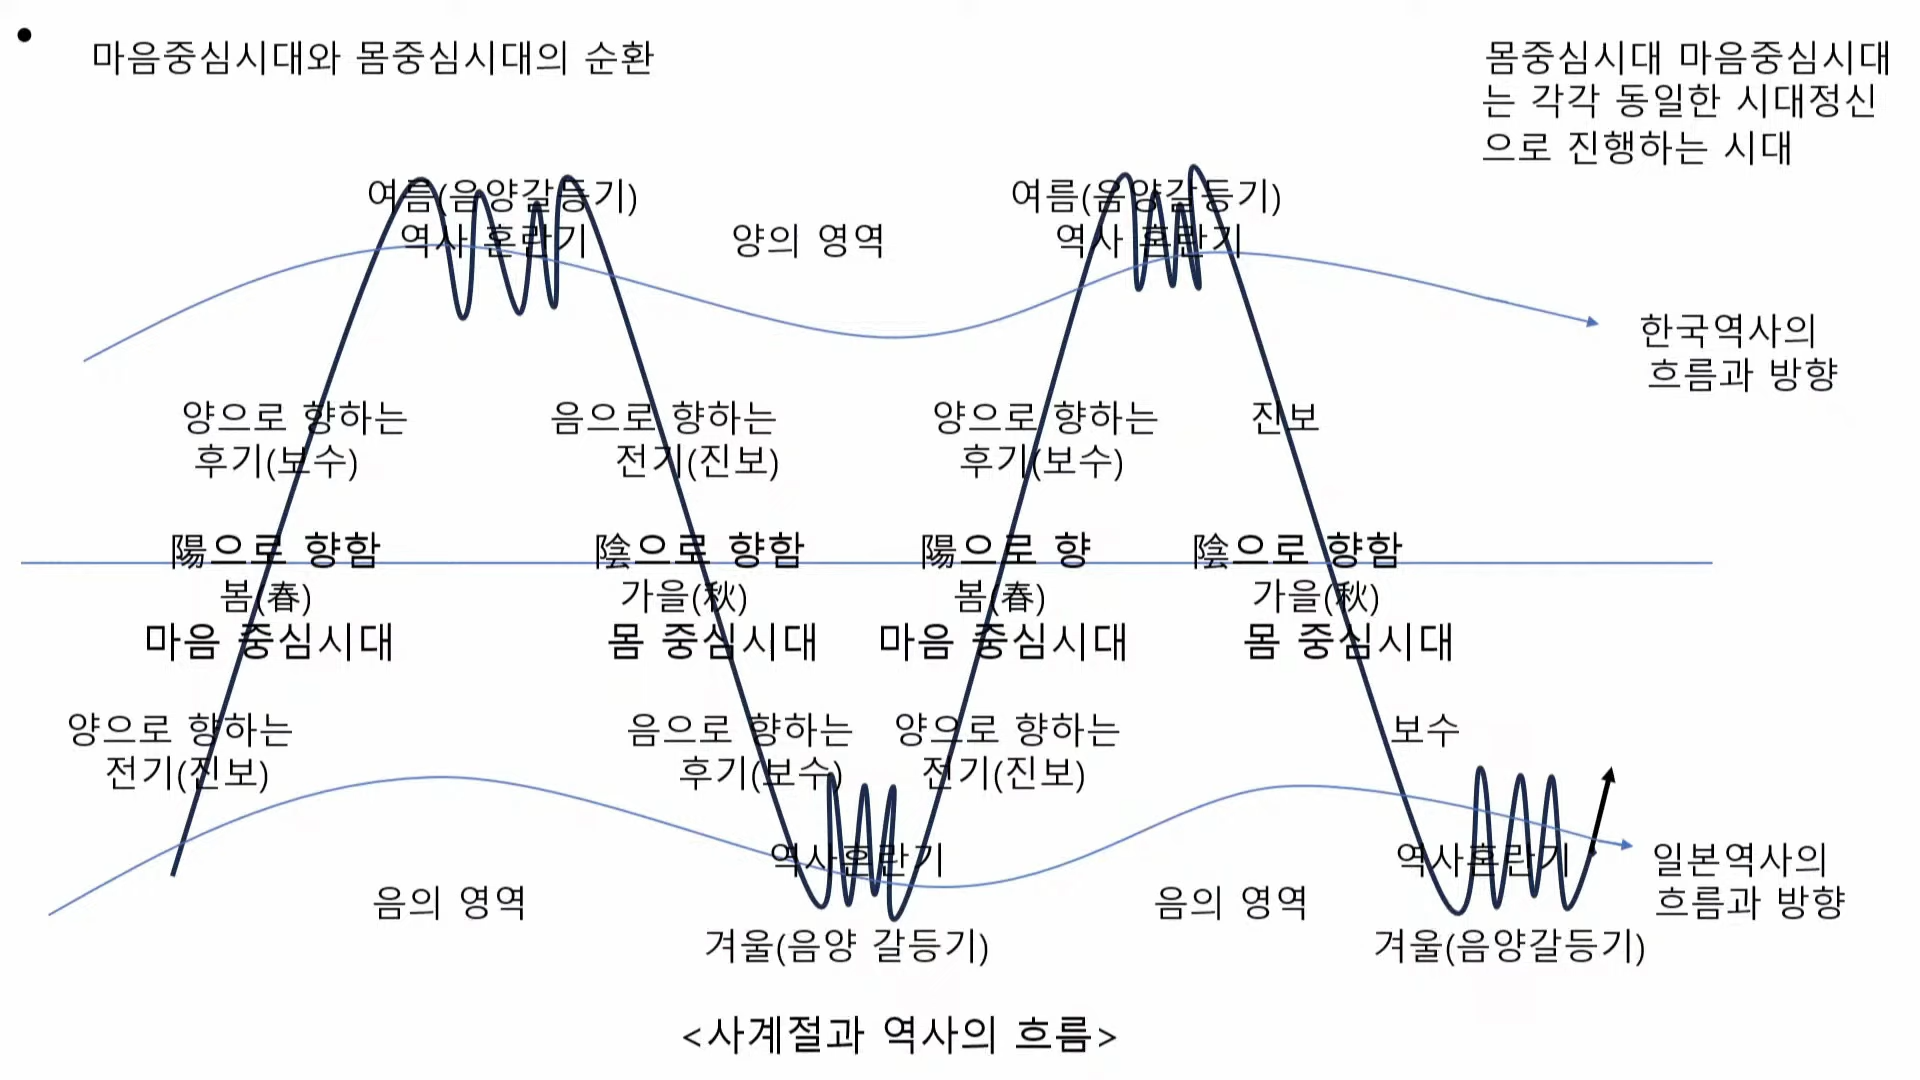 마음중심시대와 몸중심시대의 순환
몸중심시대 마음중심시대
는 각각 동일한 시대정신
으로 진행하는 시대
여름(음양갈등기)
역사 혼란기
양의 영역
여름(음양갈등기)
역사 혼란기
한국역사의
흐름과 방향
양으로 향하는
후기(보수)
음으로 향하는
전기(진보)
양으로 향하는
후기(보수)
진보
陽으로 향함
봄(春)
마음 중심시대
陰으로 향함
가을(秋)
몸 중심시대
陽으로 향
봄(春)
마음 중심시대
陰으로 향함
가을(秋)
몸 중심시대
양으로 향하는
전기(진보)
음으로 향하는
후기(보수)
양으로 향하는
전기(진보)
보수
역사혼란기
역사혼란기
일본역사의
흐름과 방향
음의 영역
음의 영역
겨울(음양 갈등기)
겨울(음양갈등기)
<사계절과 역사의 흐름>